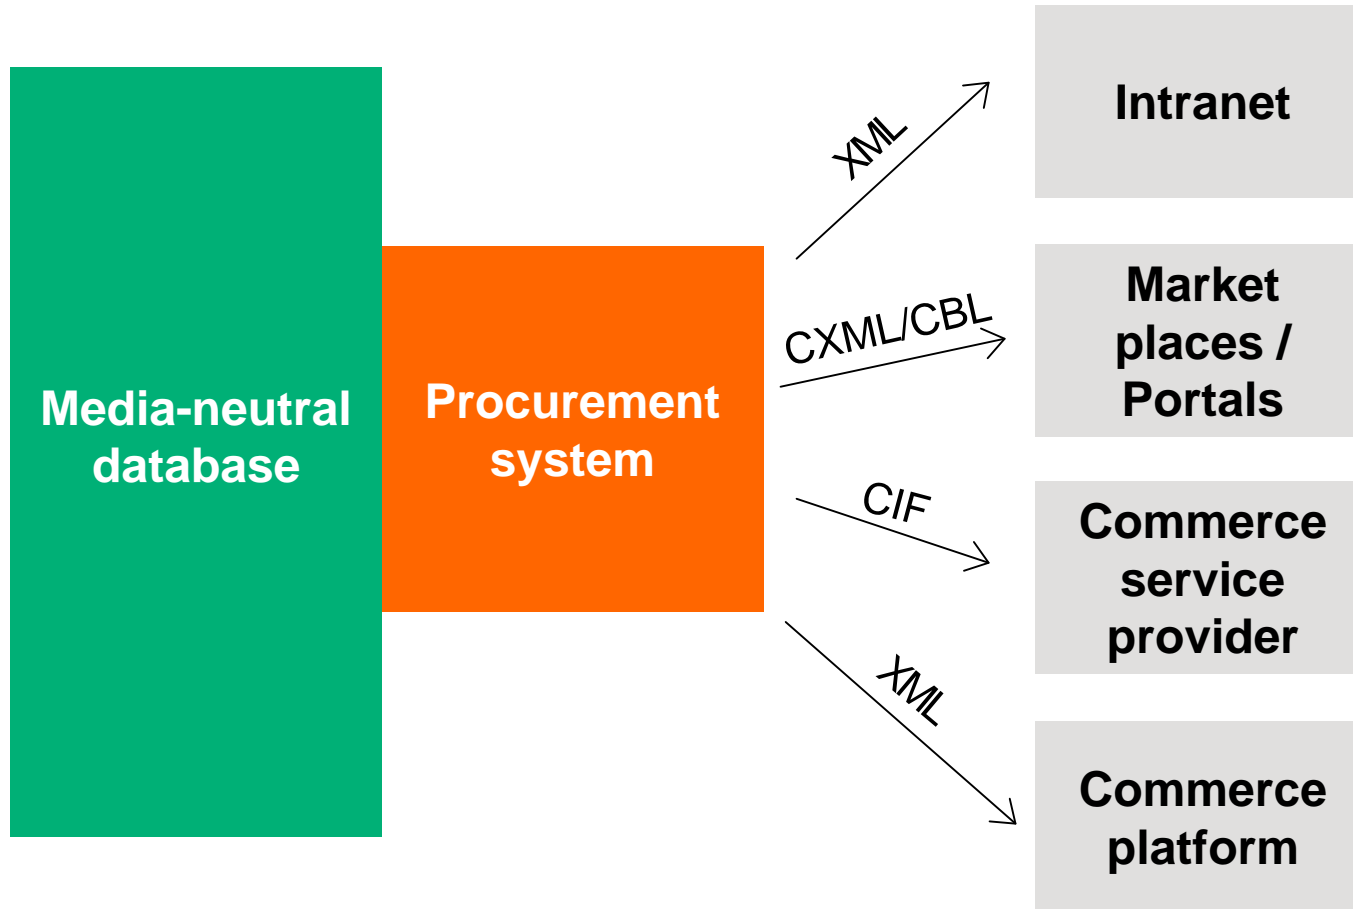 Media-neutral
database
Procurement
system
XML
CXML/CBL
CIF
XML
Intranet
Market
places /
Portals
Commerce
service
provider
Commerce
platform